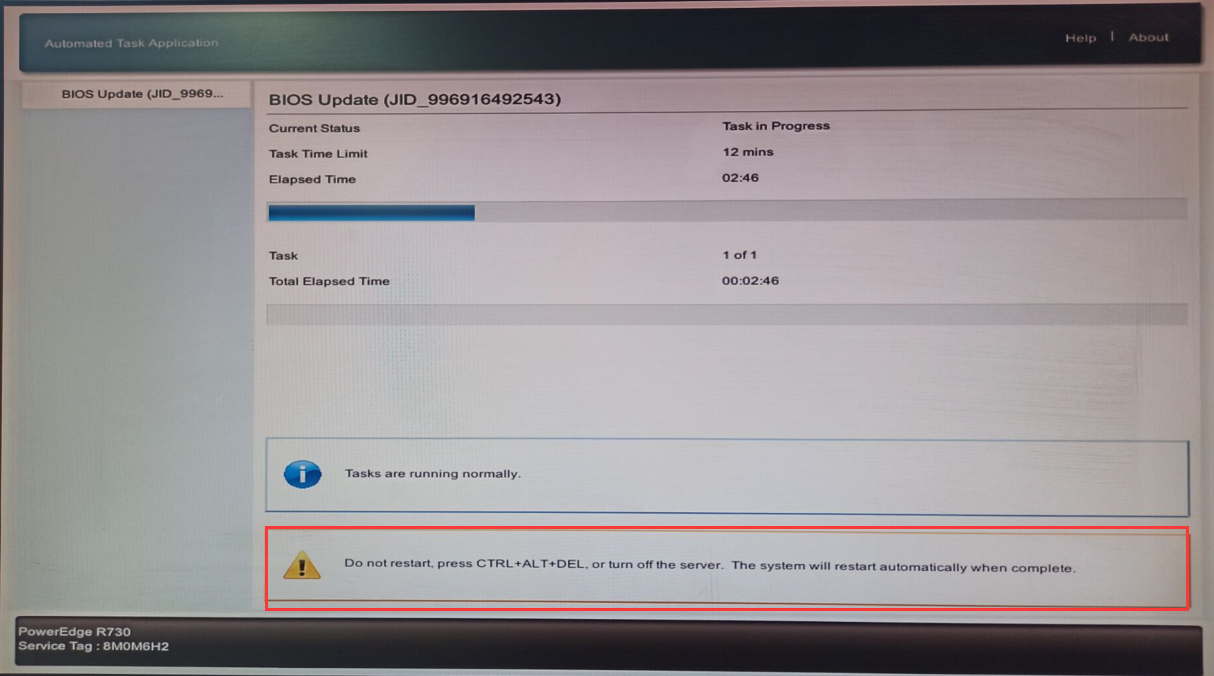 Automated Task Application
Help | About
BIOS Update (JID_9969...
BIOS Update (JID_996916492543)
Current Status Task in Progress
Task Time Limit 12 mins
Elapsed Time 02:46
Task 1 of 1
Total Elapsed Time 00:02:46
Tasks are running normally.
Do not restart, press CTRL+ALT+DEL, or turn off the server. The system will restart automatically when complete.
PowerEdge R730
Service Tag : 8M0M6H2